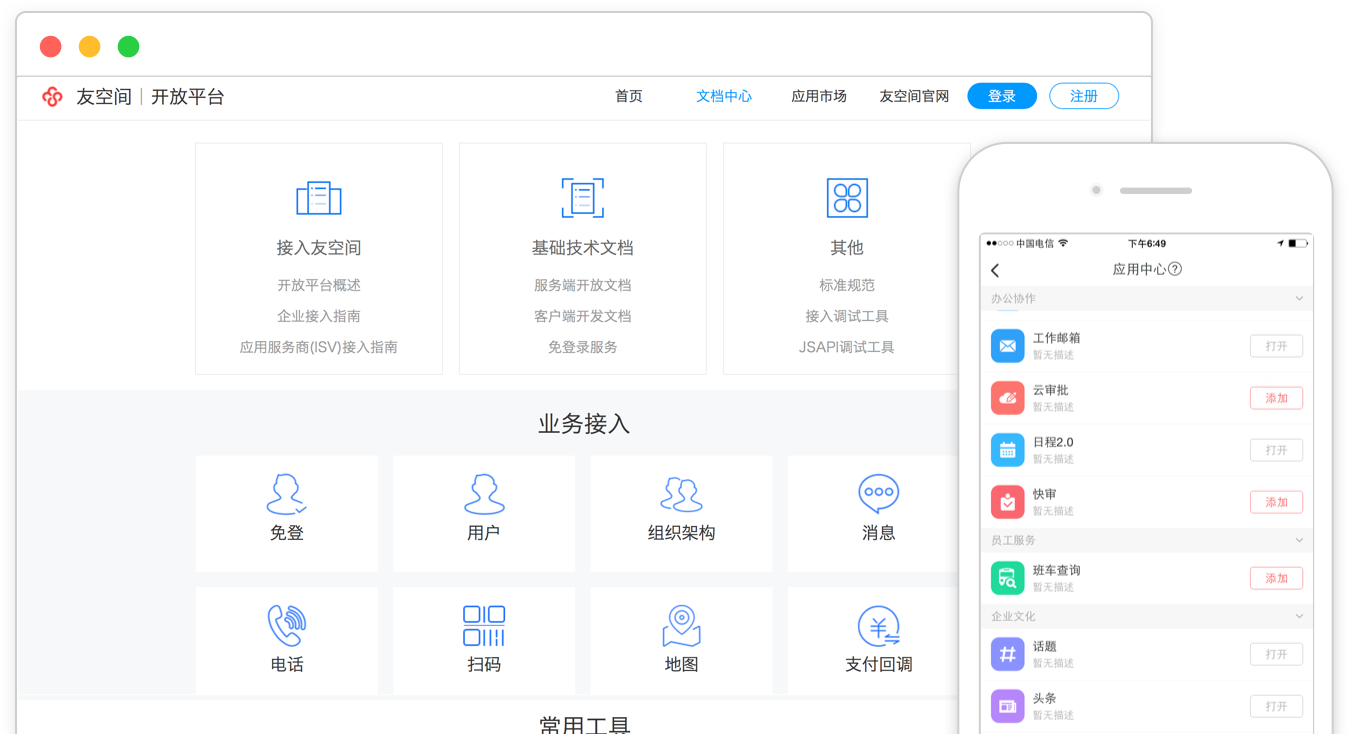 友空间 | 开放平台
首页 文档中心 应用市场 友空间官网 登录 注册
接入友空间
开放平台概述
企业接入指南
应用服务商(ISV)接入指南
基础技术文档
服务端开放文档
客户端开发文档
免登录服务
其他
标准规范
接入调试工具
JSAPI调试工具
业务接入
免登
用户
组织架构
消息
电话
扫码
地图
支付回调
常用工具
中国电信 下午6:49
应用中心?
办公协作
工作邮箱
暂无描述
打开
云审批
暂无描述
添加
日程2.0
暂无描述
打开
快审
暂无描述
添加
员工服务
班车查询
暂无描述
添加
企业文化
话题
暂无描述
打开
头条
暂无描述
打开